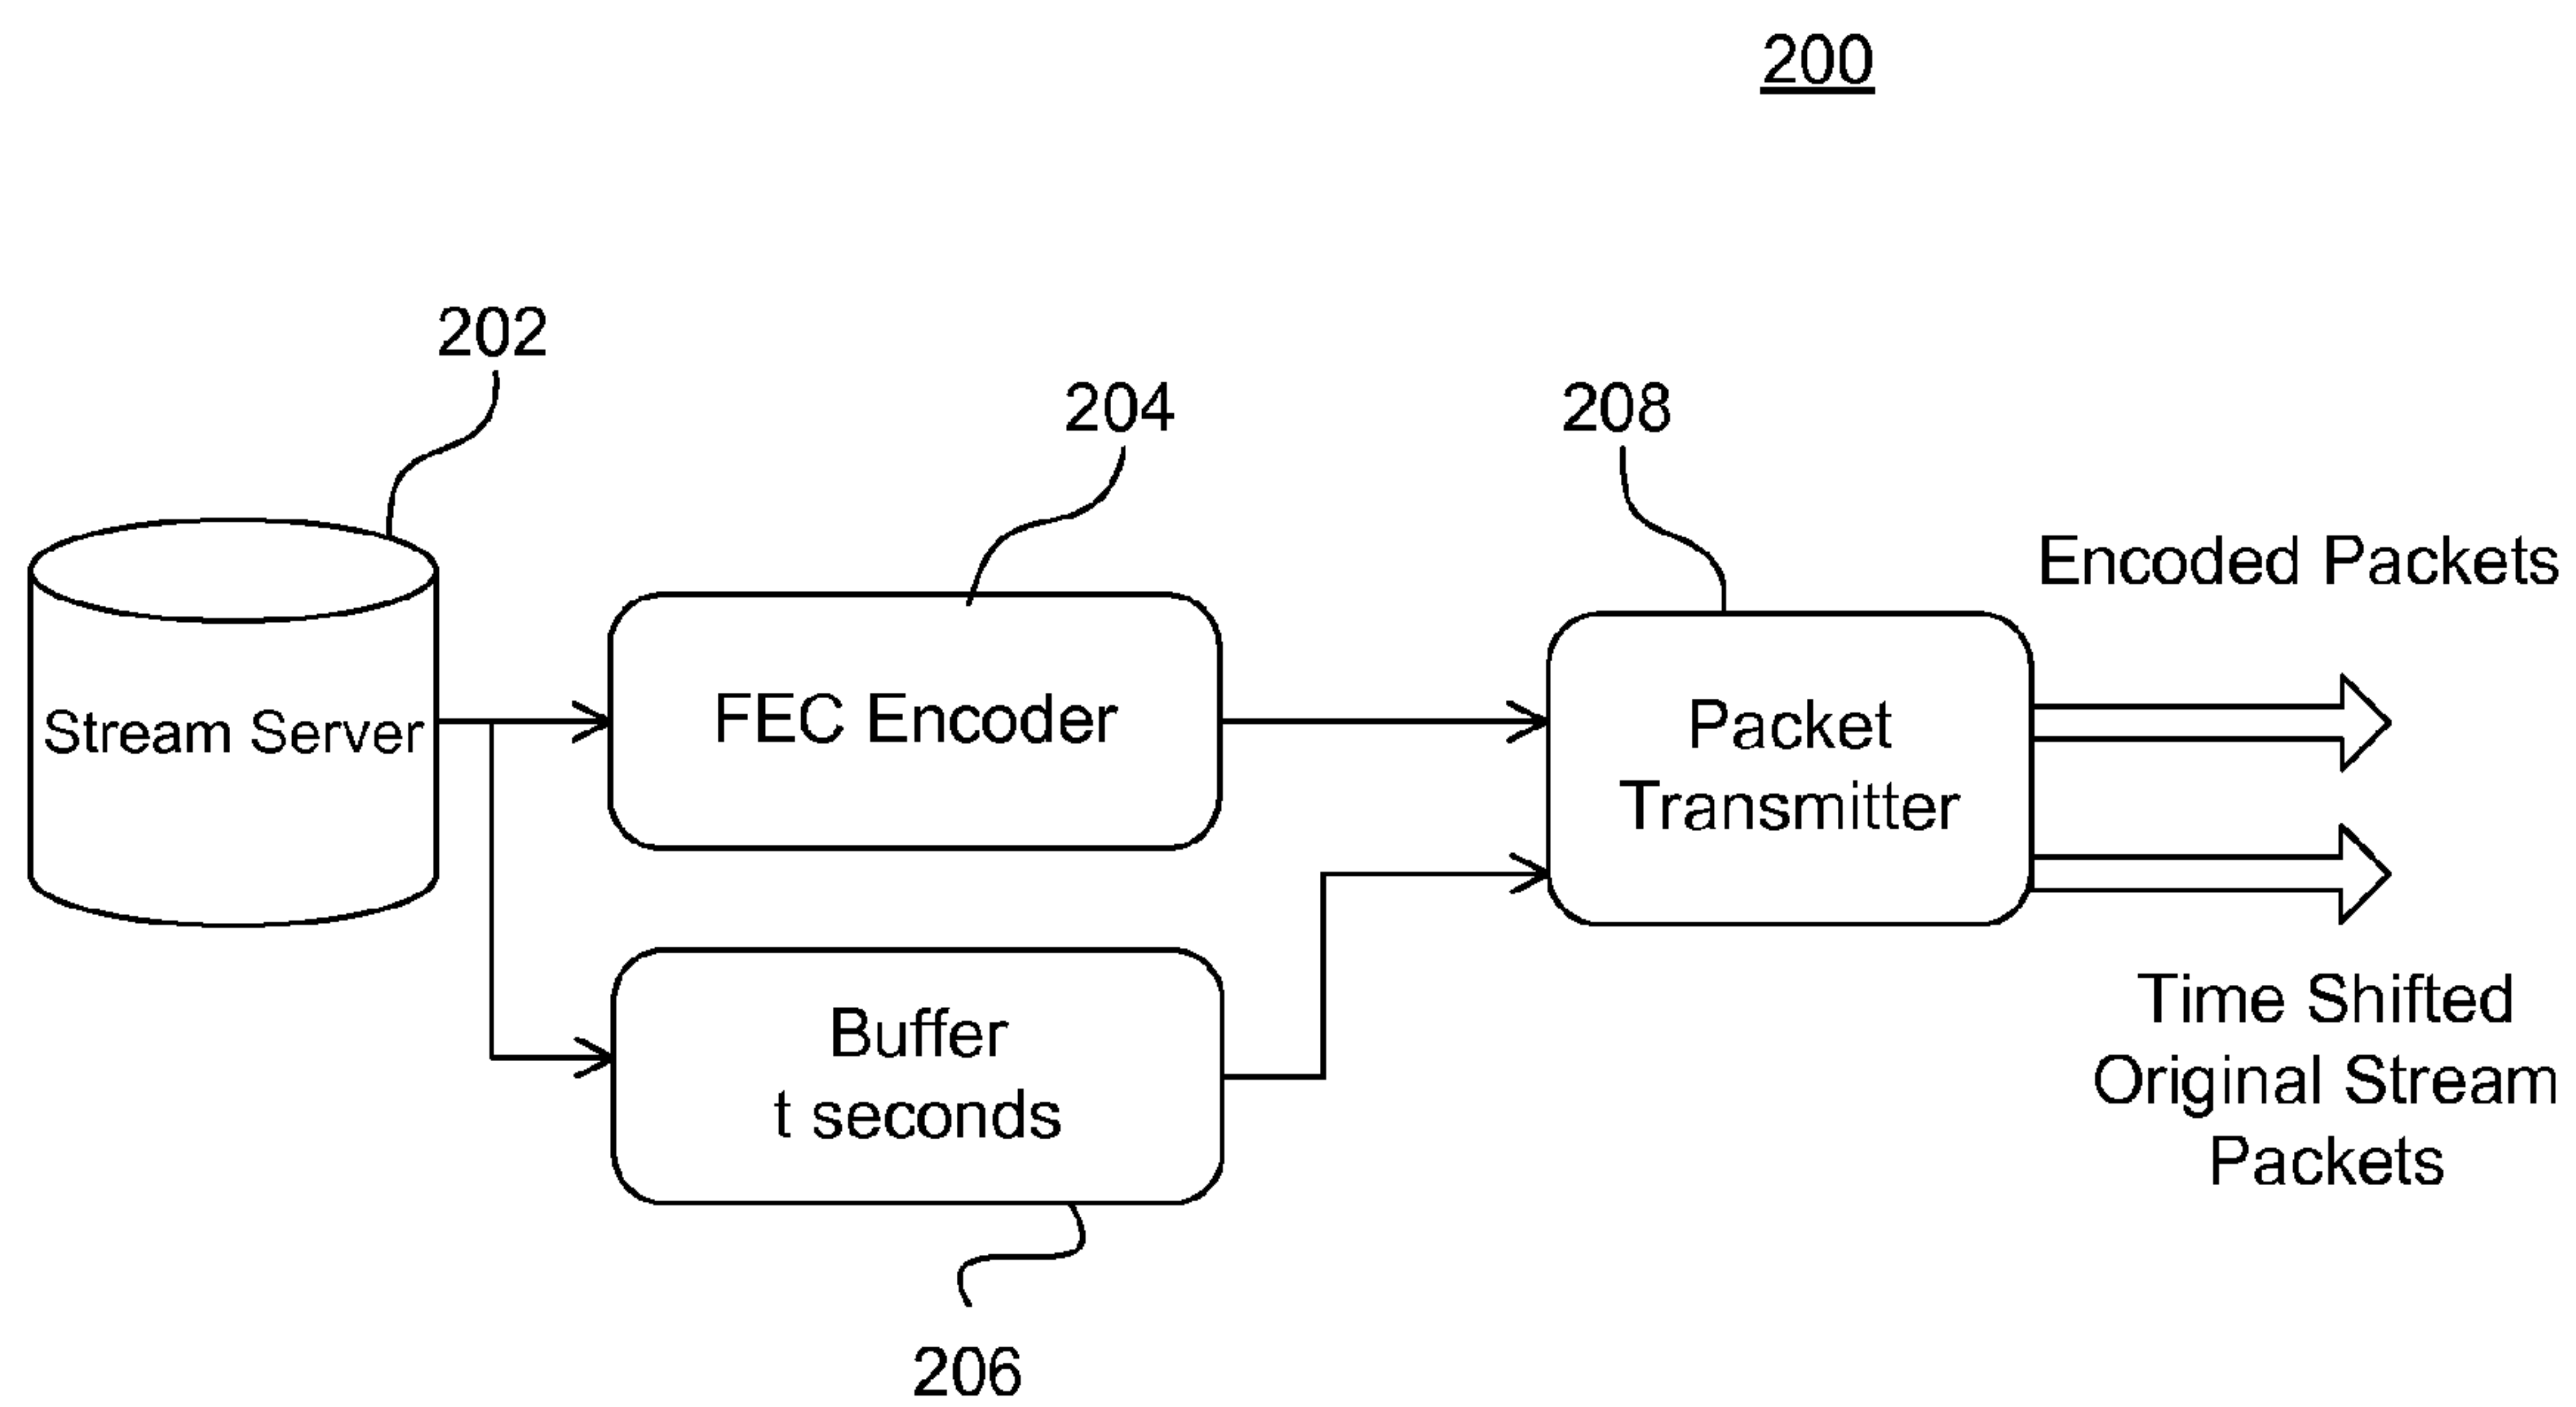 200
202
204
208
Encoded Packets
Stream Server
FEC Encoder
Packet
Transmitter
Buffer
t seconds
Time Shifted
Original Stream
Packets
206